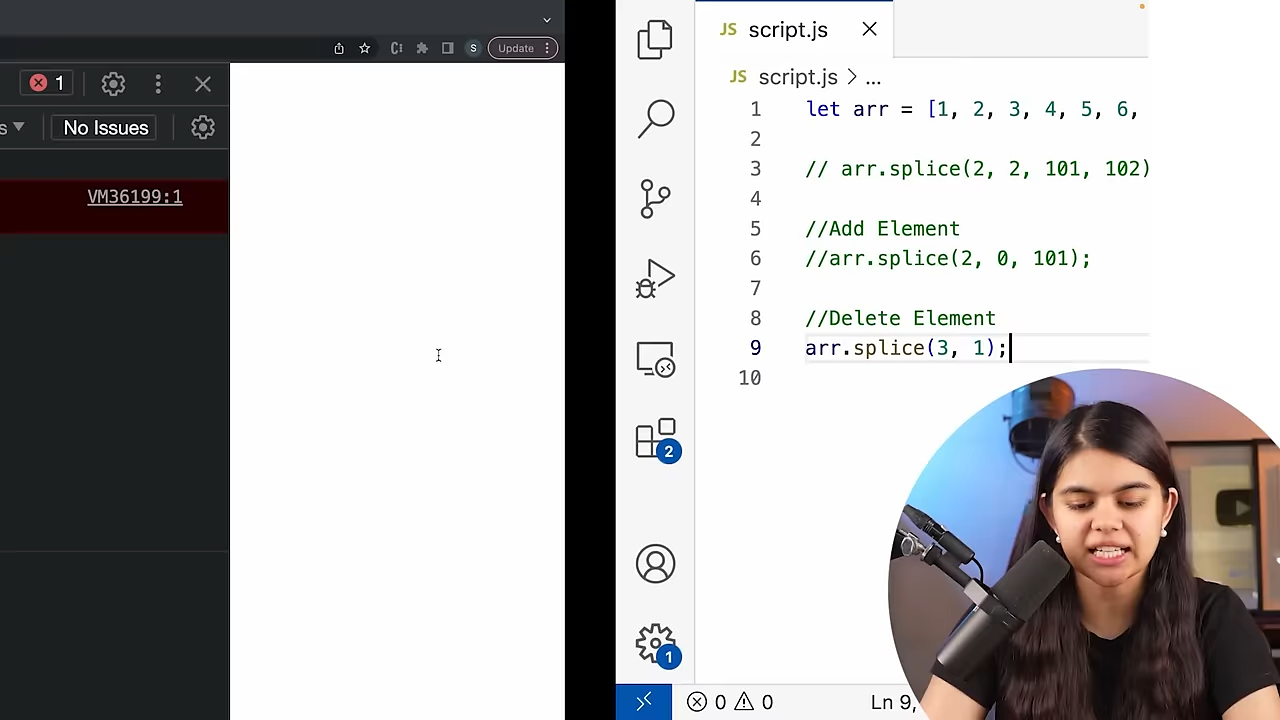 Update
S
1
s
No Issues
VM36199:1
JS script.js
JS script.js > ...
1 let arr = [1, 2, 3, 4, 5, 6,
2
3 // arr.splice(2, 2, 101, 102)
4
5 //Add Element
6 //arr.splice(2, 0, 101);
7
8 //Delete Element
9 arr.splice(3, 1);
10
2
1
0 0
Ln 9,